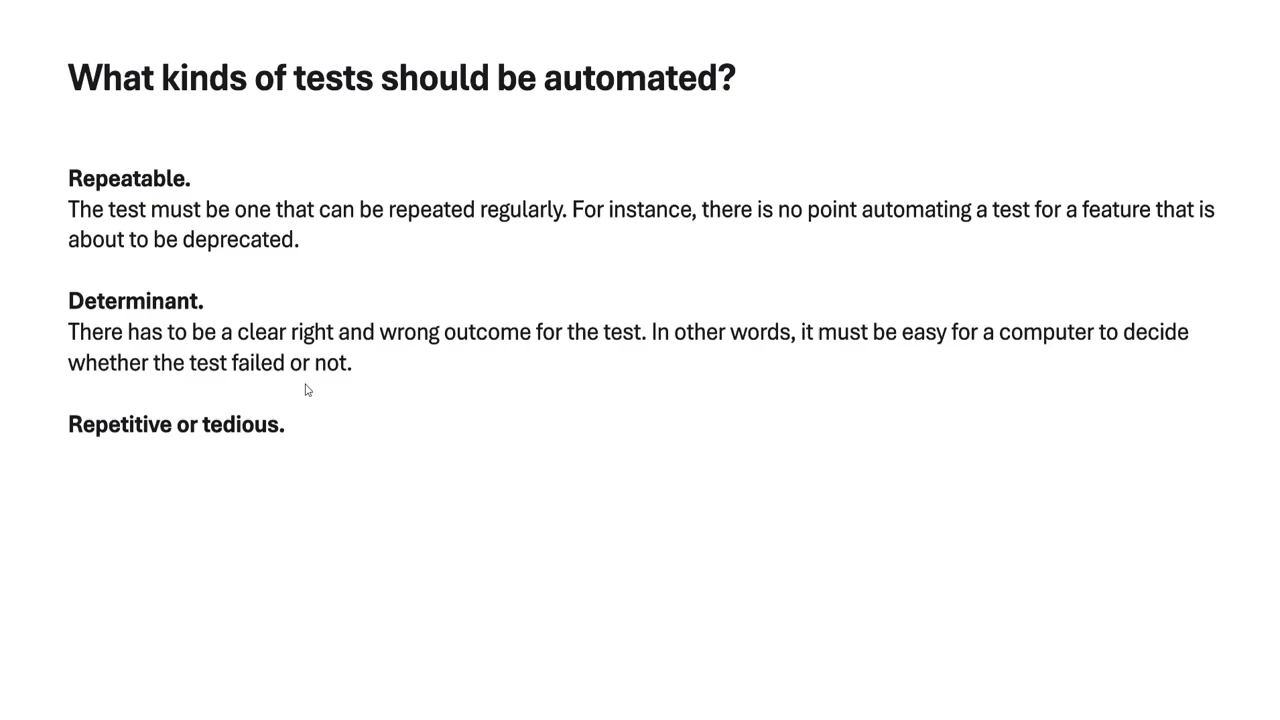 What kinds of tests should be automated?
Repeatable.
The test must be one that can be repeated regularly. For instance, there is no point automating a test for a feature that is
about to be deprecated.
Determinant.
There has to be a clear right and wrong outcome for the test. In other words, it must be easy for a computer to decide
whether the test failed or not.
Repetitive or tedious.